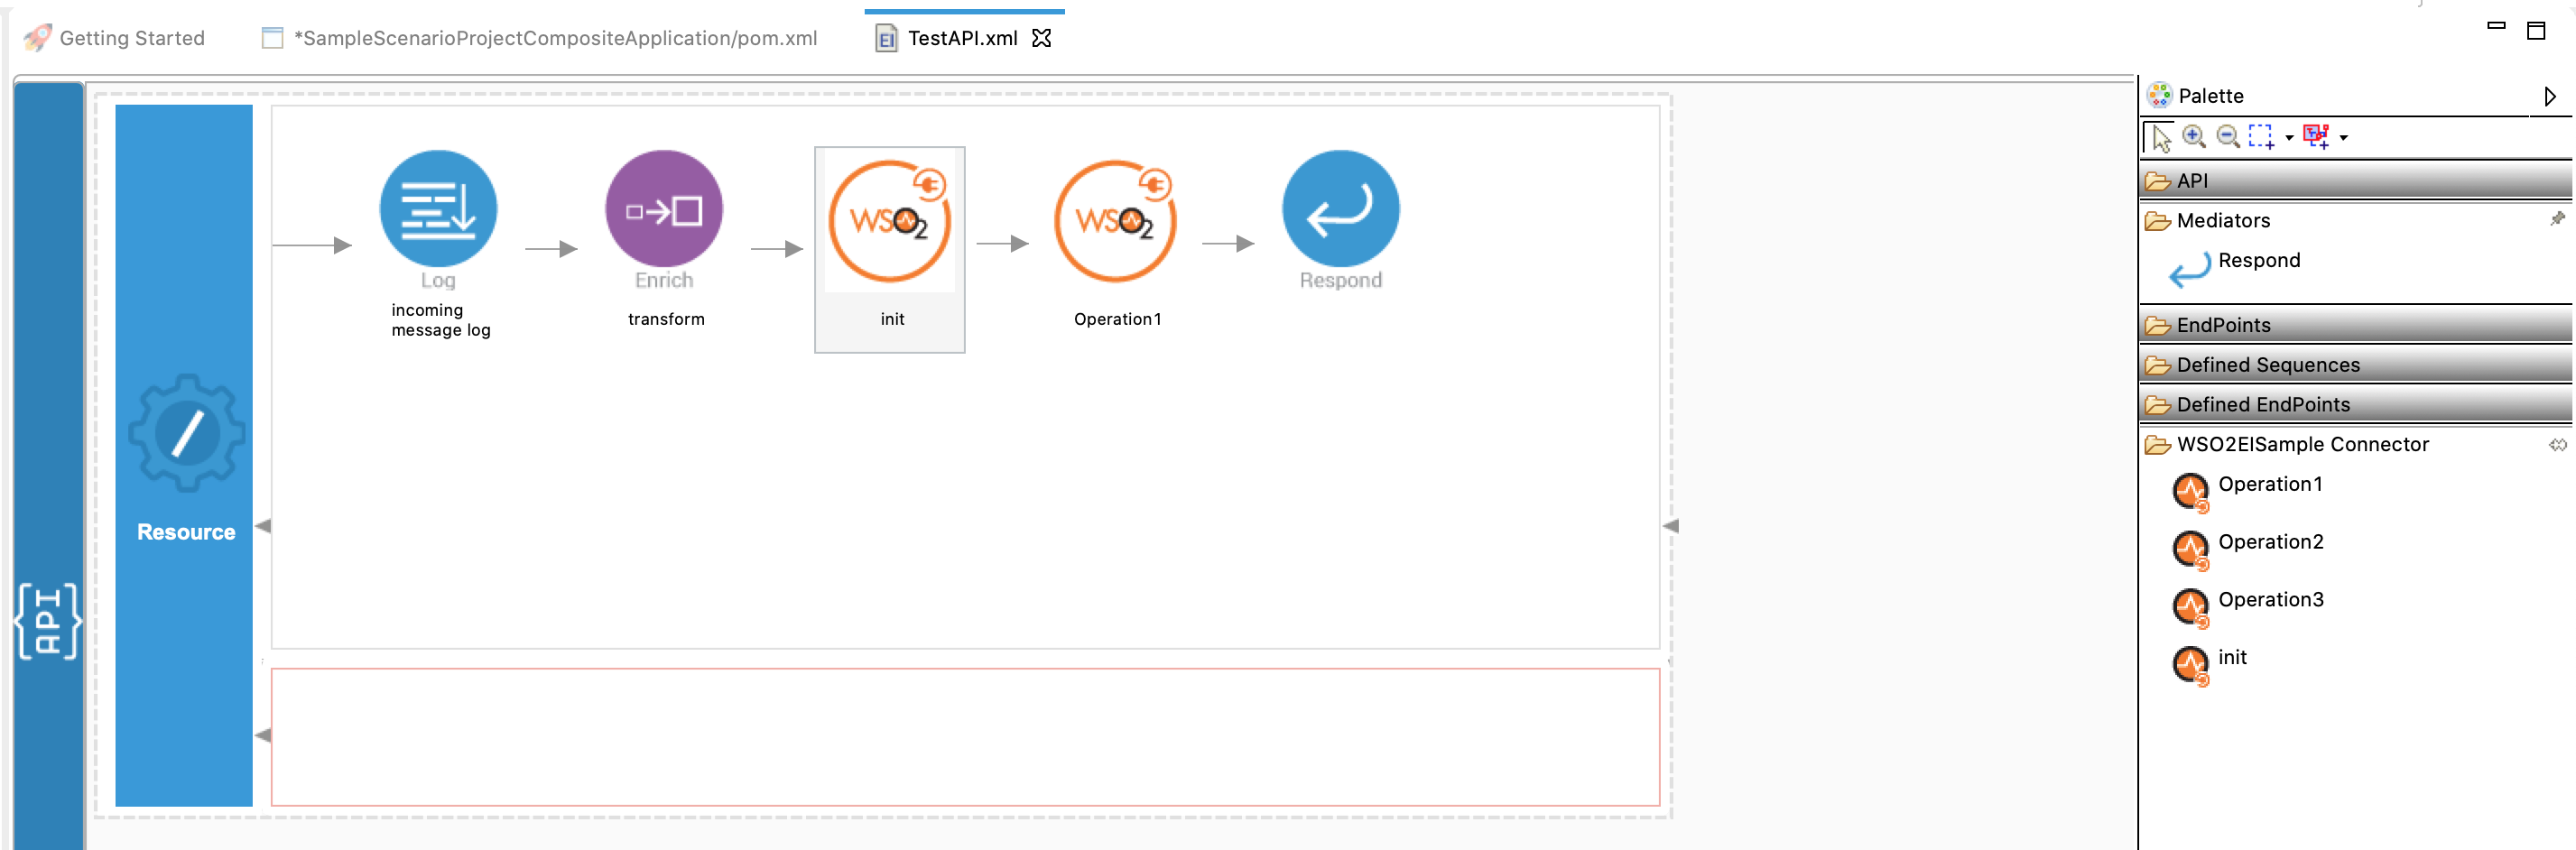 Getting Started
*SampleScenarioProjectCompositeApplication/pom.xml
EI
TestAPI.xml
{API}
Resource
Log
incoming
message log
Enrich
transform
WSO2
init
WSO2
Operation1
Respond
Palette
API
Mediators
Respond
EndPoints
Defined Sequences
Defined EndPoints
WSO2EISample Connector
Operation1
Operation2
Operation3
init